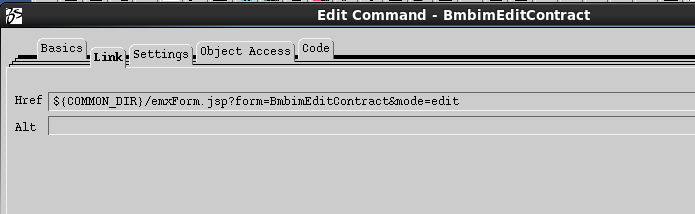 Edit Command - BmbimEditContract
Basics Link Settings Object Access Code
Href ${COMMON_DIR}/emxForm.jsp?form=BmbimEditContract&mode=edit
Alt